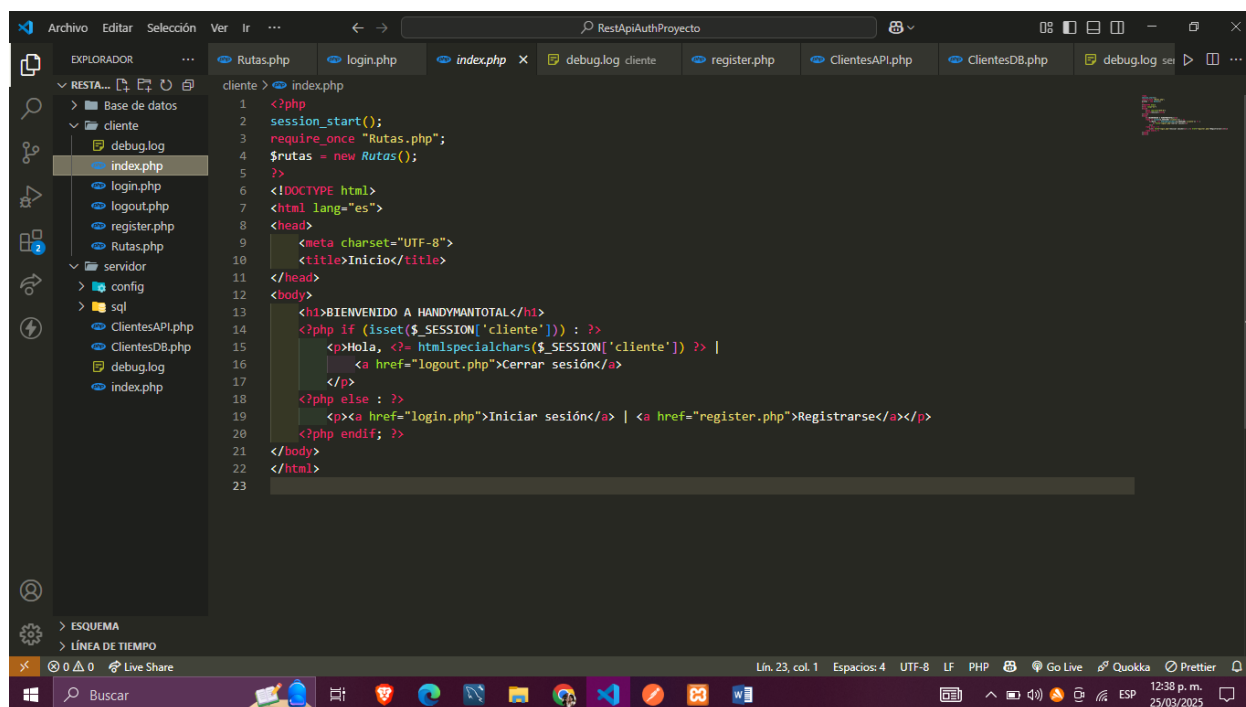 Archivo Editar Selección Ver Ir ··· RestApiAuthProyecto
EXPLORADOR ···
Rutas.php login.php index.php debug.log cliente register.php ClientesAPI.php ClientesDB.php debug.log ser
RESTA...
Base de datos
cliente
debug.log
index.php
login.php
logout.php
register.php
Rutas.php
servidor
config
sql
ClientesAPI.php
ClientesDB.php
debug.log
index.php
ESQUEMA
LÍNEA DE TIEMPO
2
cliente > index.php
1 <?php
2 session_start();
3 require_once "Rutas.php";
4 $rutas = new Rutas();
5 ?>
6 <!DOCTYPE html>
7 <html lang="es">
8 <head>
9     <meta charset="UTF-8">
10     <title>Inicio</title>
11 </head>
12 <body>
13     <h1>BIENVENIDO A HANDYMANTOTAL</h1>
14     <?php if (isset($_SESSION['cliente'])) : ?>
15         <p>Hola, <?= htmlspecialchars($_SESSION['cliente']) ?> |
16             <a href="logout.php">Cerrar sesión</a>
17         </p>
18     <?php else : ?>
19         <p><a href="login.php">Iniciar sesión</a> | <a href="register.php">Registrarse</a></p>
20     <?php endif; ?>
21 </body>
22 </html>
23
0 0 Live Share Lín. 23, col. 1 Espacios: 4 UTF-8 LF PHP Go Live Quokka Prettier
Buscar ESP 12:38 p. m.
25/03/2025